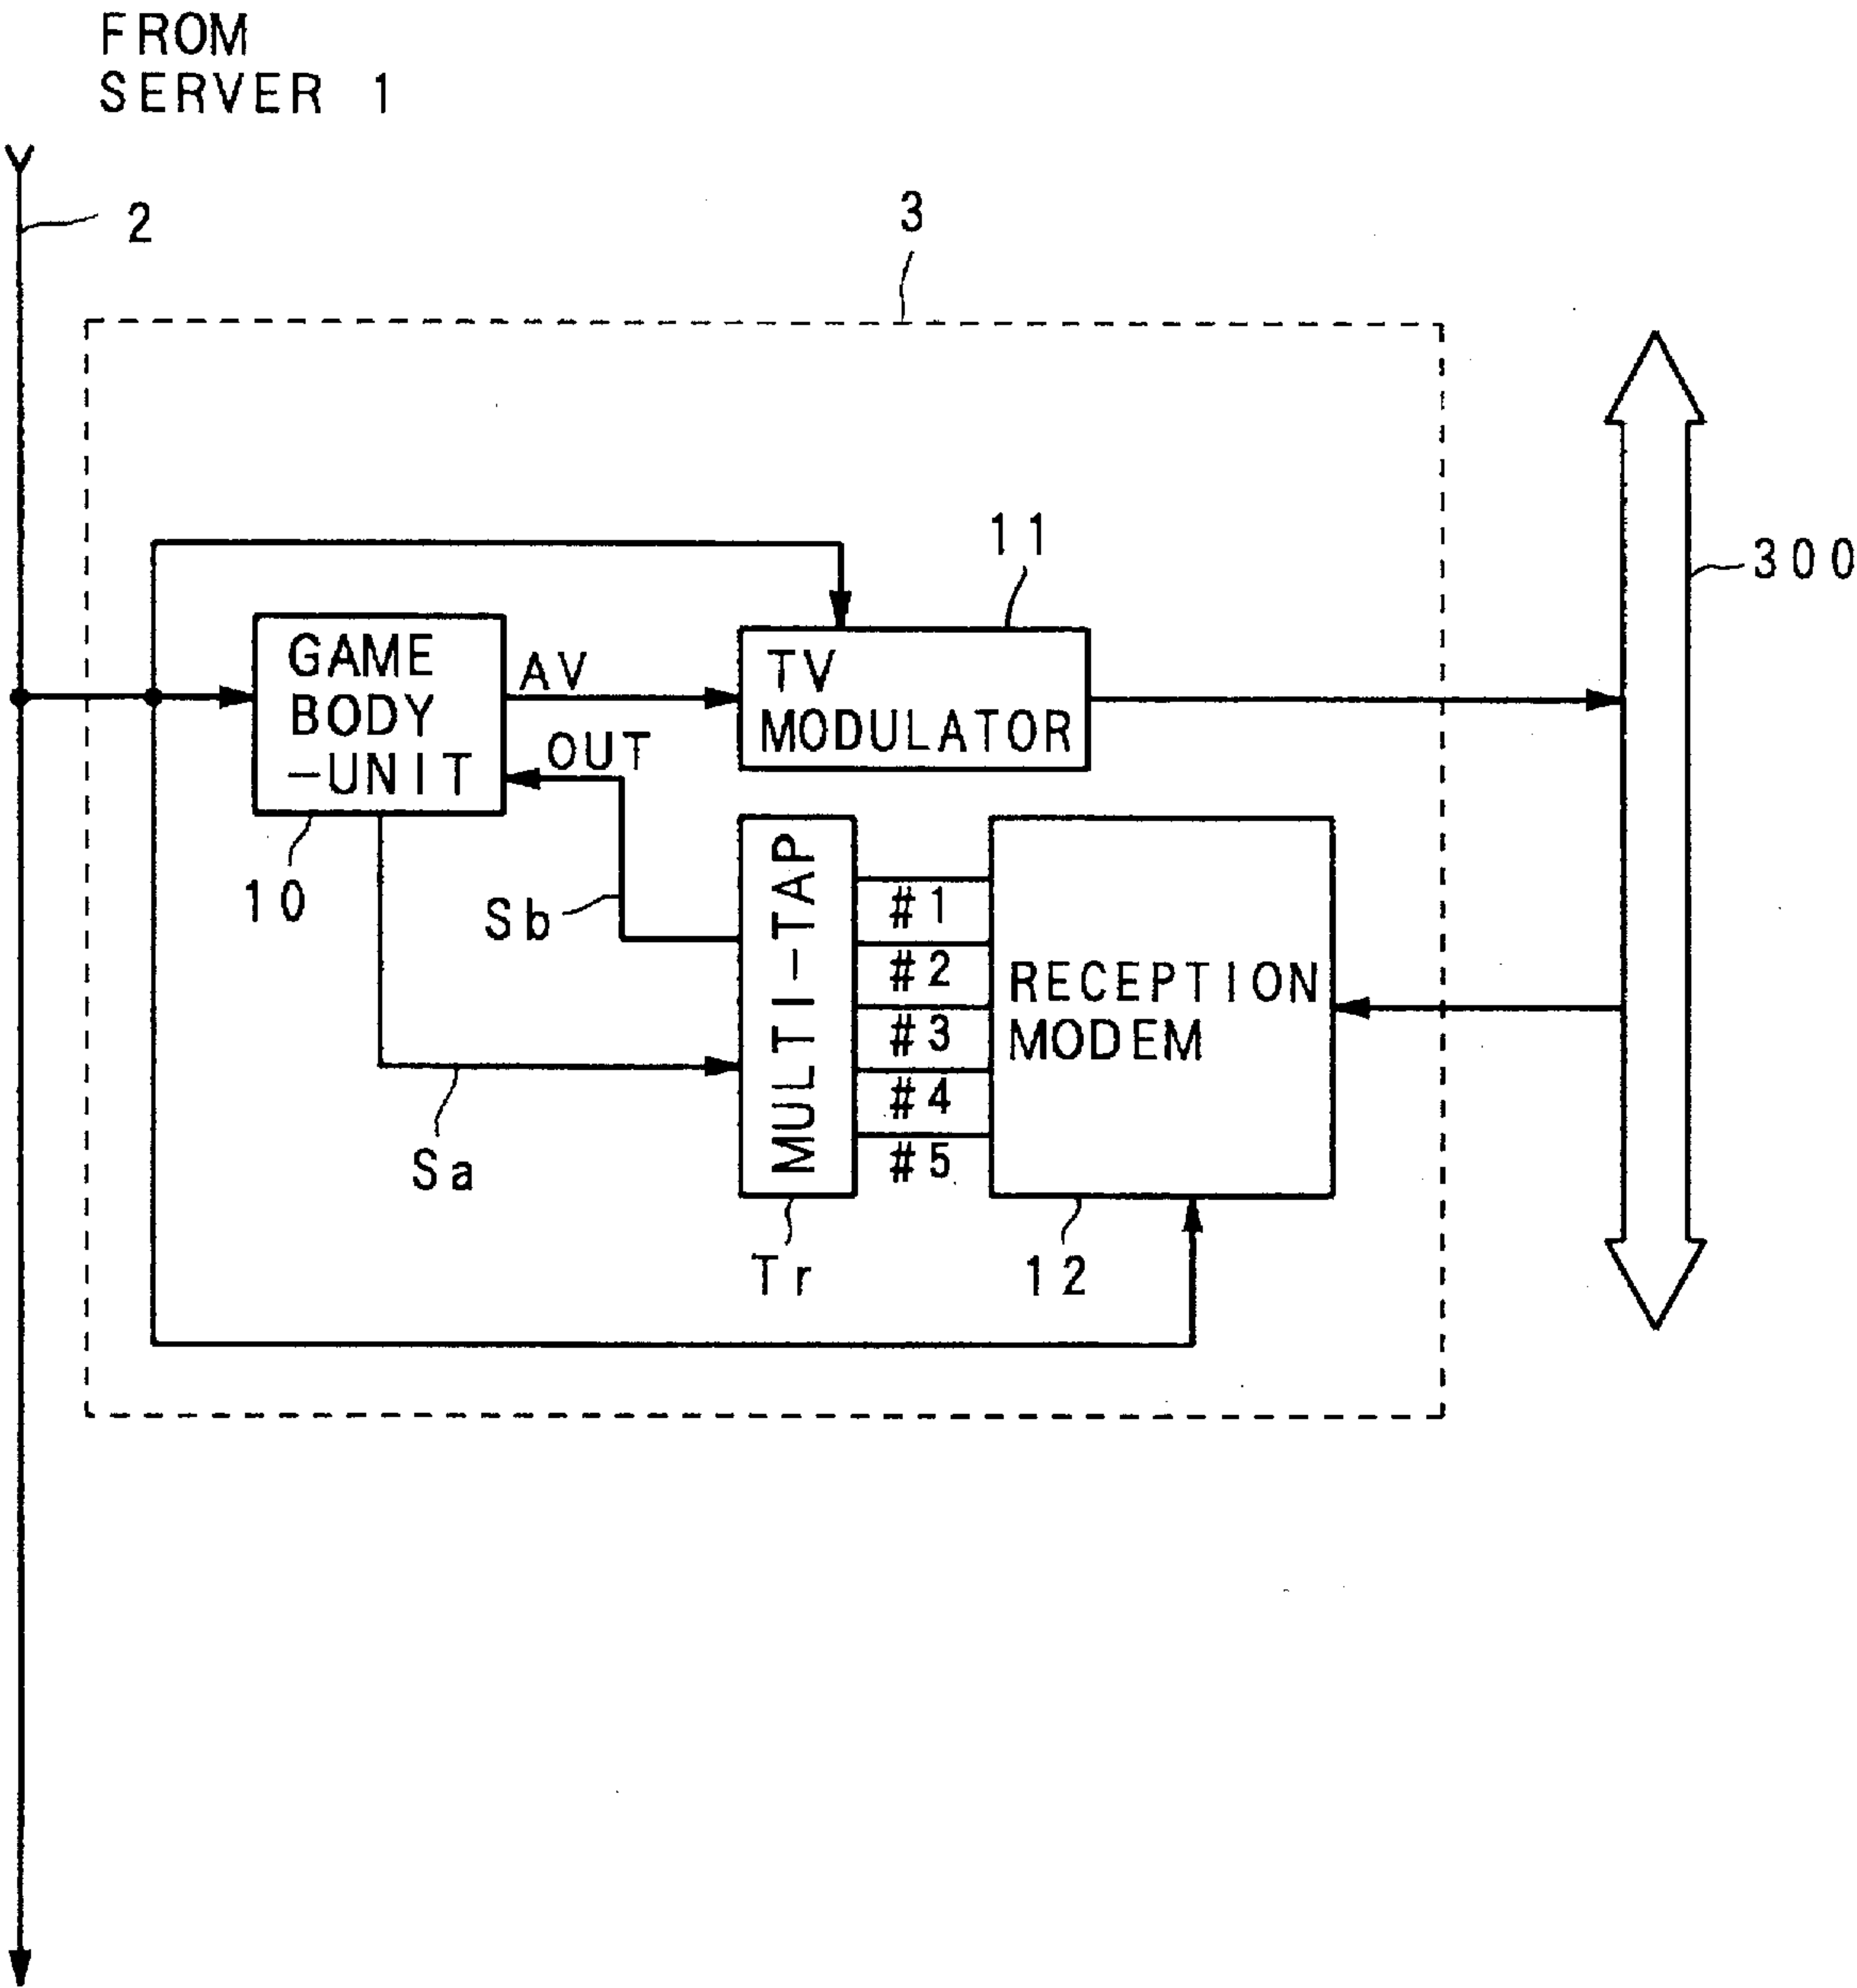 FROM
SERVER 1
2
3
11
300
GAME
BODY
-UNIT
AV
TV
MODULATOR
OUT
10
Sb
MULTI-TAP
#1
#2
#3
#4
#5
RECEPTION
MODEM
Sa
Tr
12